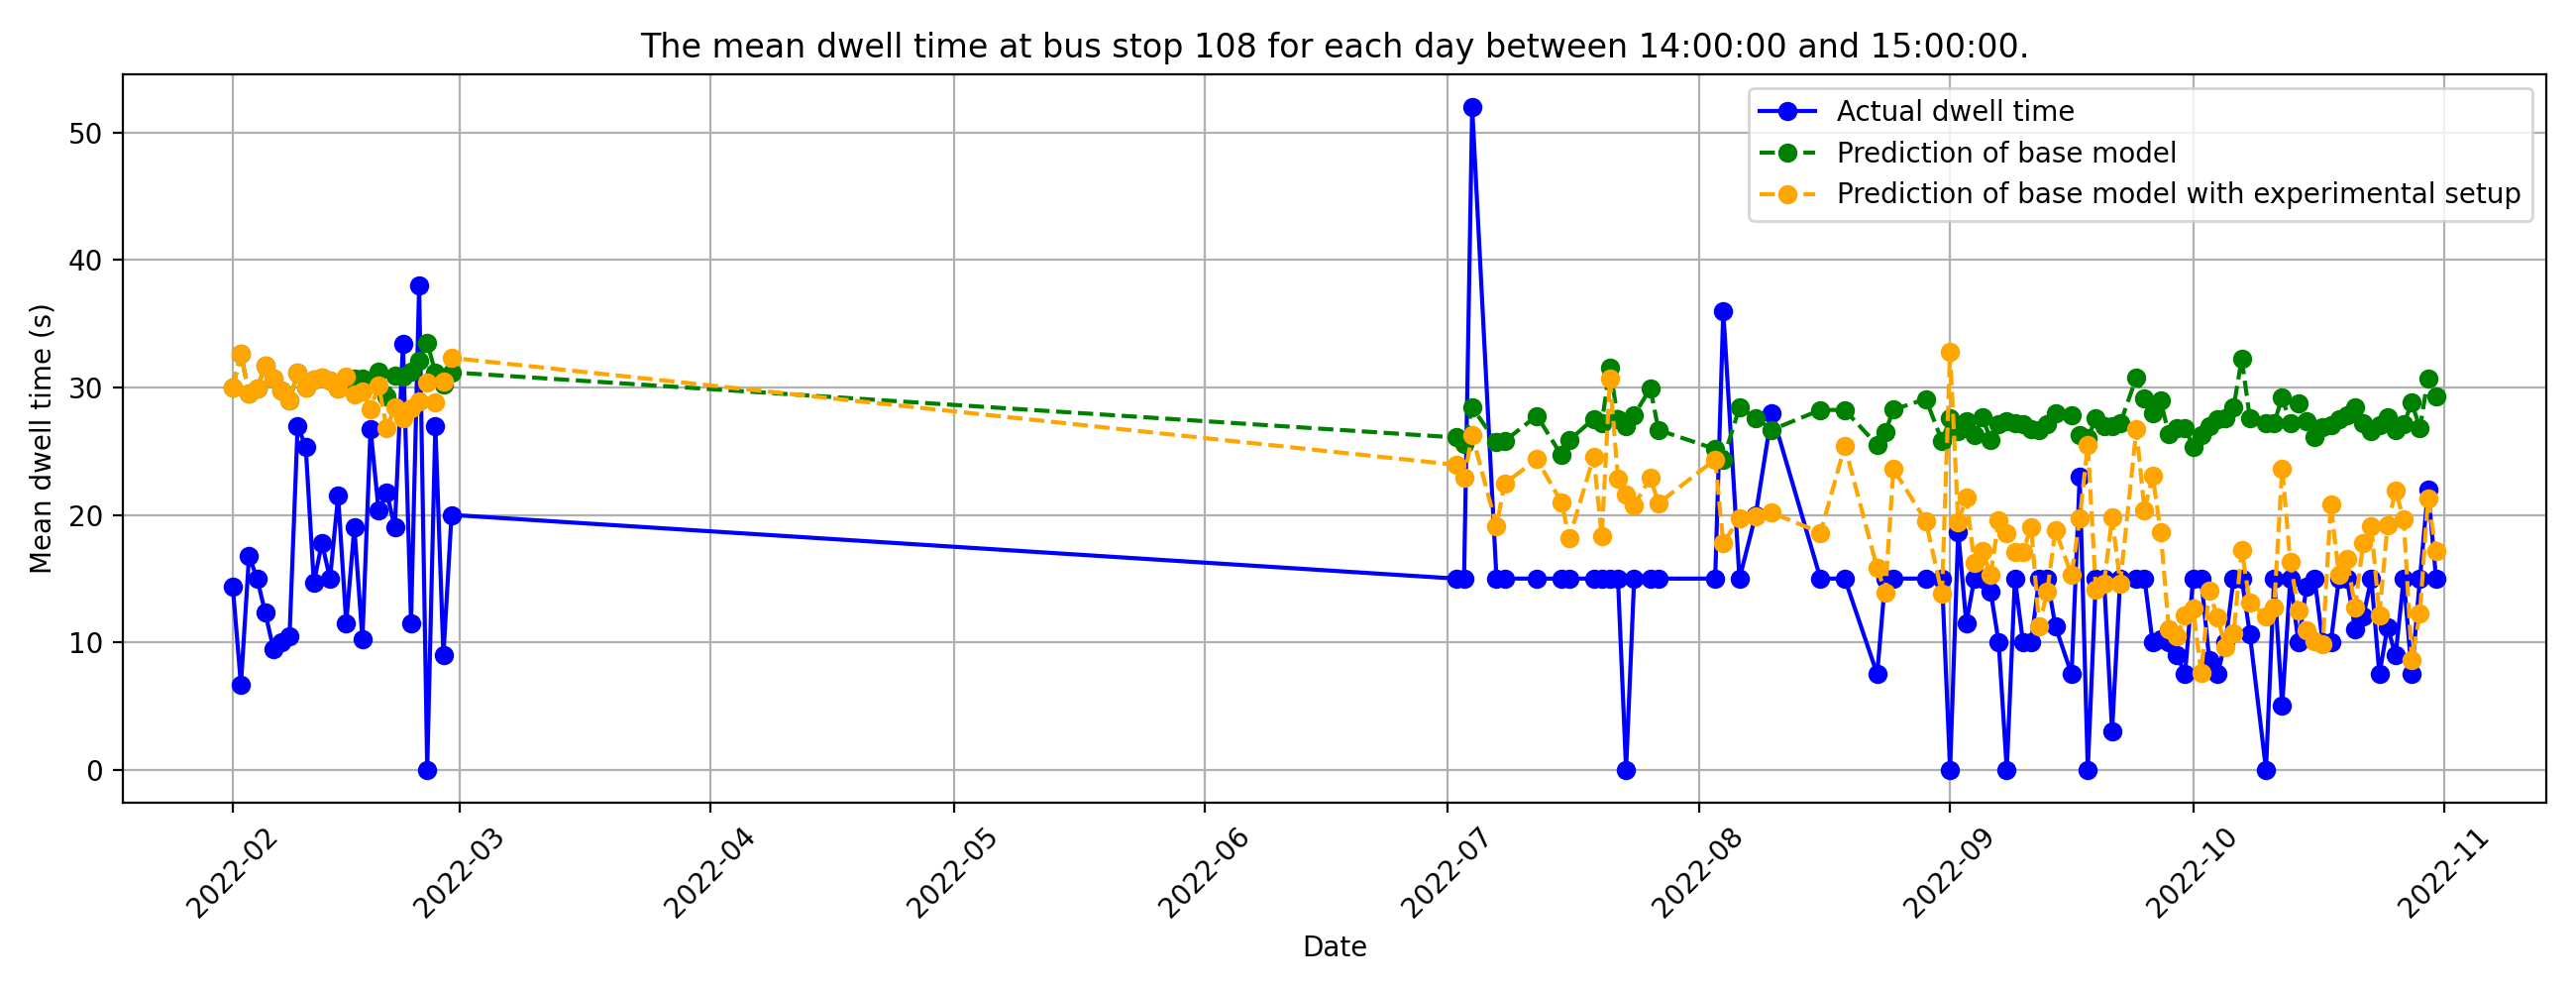 The mean dwell time at bus stop 108 for each day between 14:00:00 and 15:00:00.
Actual dwell time
Prediction of base model
Prediction of base model with experimental setup
Mean dwell time (s)
50
40
30
20
10
0
2022-02
2022-03
2022-04
2022-05
2022-06
2022-07
2022-08
2022-09
2022-10
2022-11
Date